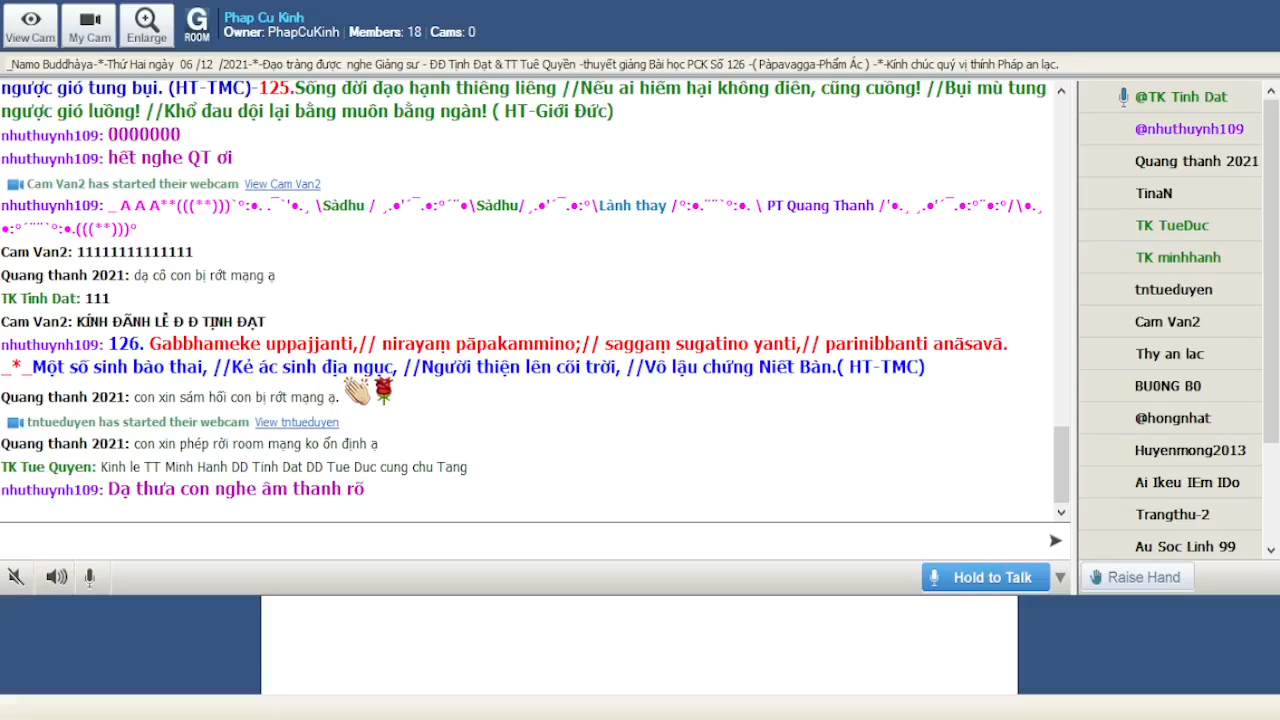 View Cam
My Cam
Enlarge
G
ROOM
Phap Cu Kinh
Owner: PhapCuKinh | Members: 18 | Cams: 0
_Namo Buddhàya-*-Thứ Hai ngày 06 /12 /2021-*-Đạo tràng được nghe Giảng sư - ĐĐ Tịnh Đạt & TT Tuệ Quyền -thuyết giảng Bài học PCK Số 126 -( Pàpavagga-Phẩm Ác ) -*-Kính chúc quý vị thính Pháp an lạc.
ngược gió tung bụi. (HT-TMC)-125.Sống đời đạo hạnh thiêng liêng //Nếu ai hiếm hại không điên, cũng cuồng! //Bụi mù tung
ngược gió luồng! //Khổ đau dội lại bằng muôn bằng ngàn! ( HT-Giới Đức)
nhuthuynh109: 0000000
nhuthuynh109: hết nghe QT ơi
Cam Van2 has started their webcam View Cam Van2
nhuthuynh109: _ A A A**(((**)))`°:•. .¯`'•.¸ \Sàdhu / ¸.•'´¯.•:°´¨•\Sàdhu/¸.•'´¯.•:°\Lành thay /°:•.¨¨`°:•. \ PT Quang Thanh /'•.¸ ¸.•'´¯.•:°¨•:°/\•.¸
•:°´¨¨`°:•.(((**)))°
Cam Van2: 11111111111111
Quang thanh 2021: dạ cô con bị rớt mạng ạ
TK Tinh Dat: 111
Cam Van2: KÍNH ĐÃNH LỄ Đ Đ TỊNH ĐẠT
nhuthuynh109: 126. Gabbhameke uppajjanti,// nirayaṃ pāpakammino;// saggaṃ sugatino yanti,// parinibbanti anāsavā.
_*_Một số sinh bào thai, //Kẻ ác sinh địa ngục, //Người thiện lên cõi trời, //Vô lậu chứng Niết Bàn.( HT-TMC)
Quang thanh 2021: con xin sám hối con bị rớt mạng ạ.
tntueduyen has started their webcam View tntueduyen
Quang thanh 2021: con xin phép rời room mạng ko ổn định ạ
TK Tue Quyen: Kinh le TT Minh Hanh DD Tinh Dat DD Tue Duc cung chu Tang
nhuthuynh109: Dạ thưa con nghe âm thanh rõ
Hold to Talk
@TK Tinh Dat
@nhuthuynh109
Quang thanh 2021
TinaN
TK TueDuc
TK minhhanh
tntueduyen
Cam Van2
Thy an lac
BU0NG B0
@hongnhat
Huyenmong2013
Ai Ikeu IEm IDo
Trangthu-2
Au Soc Linh 99
Raise Hand